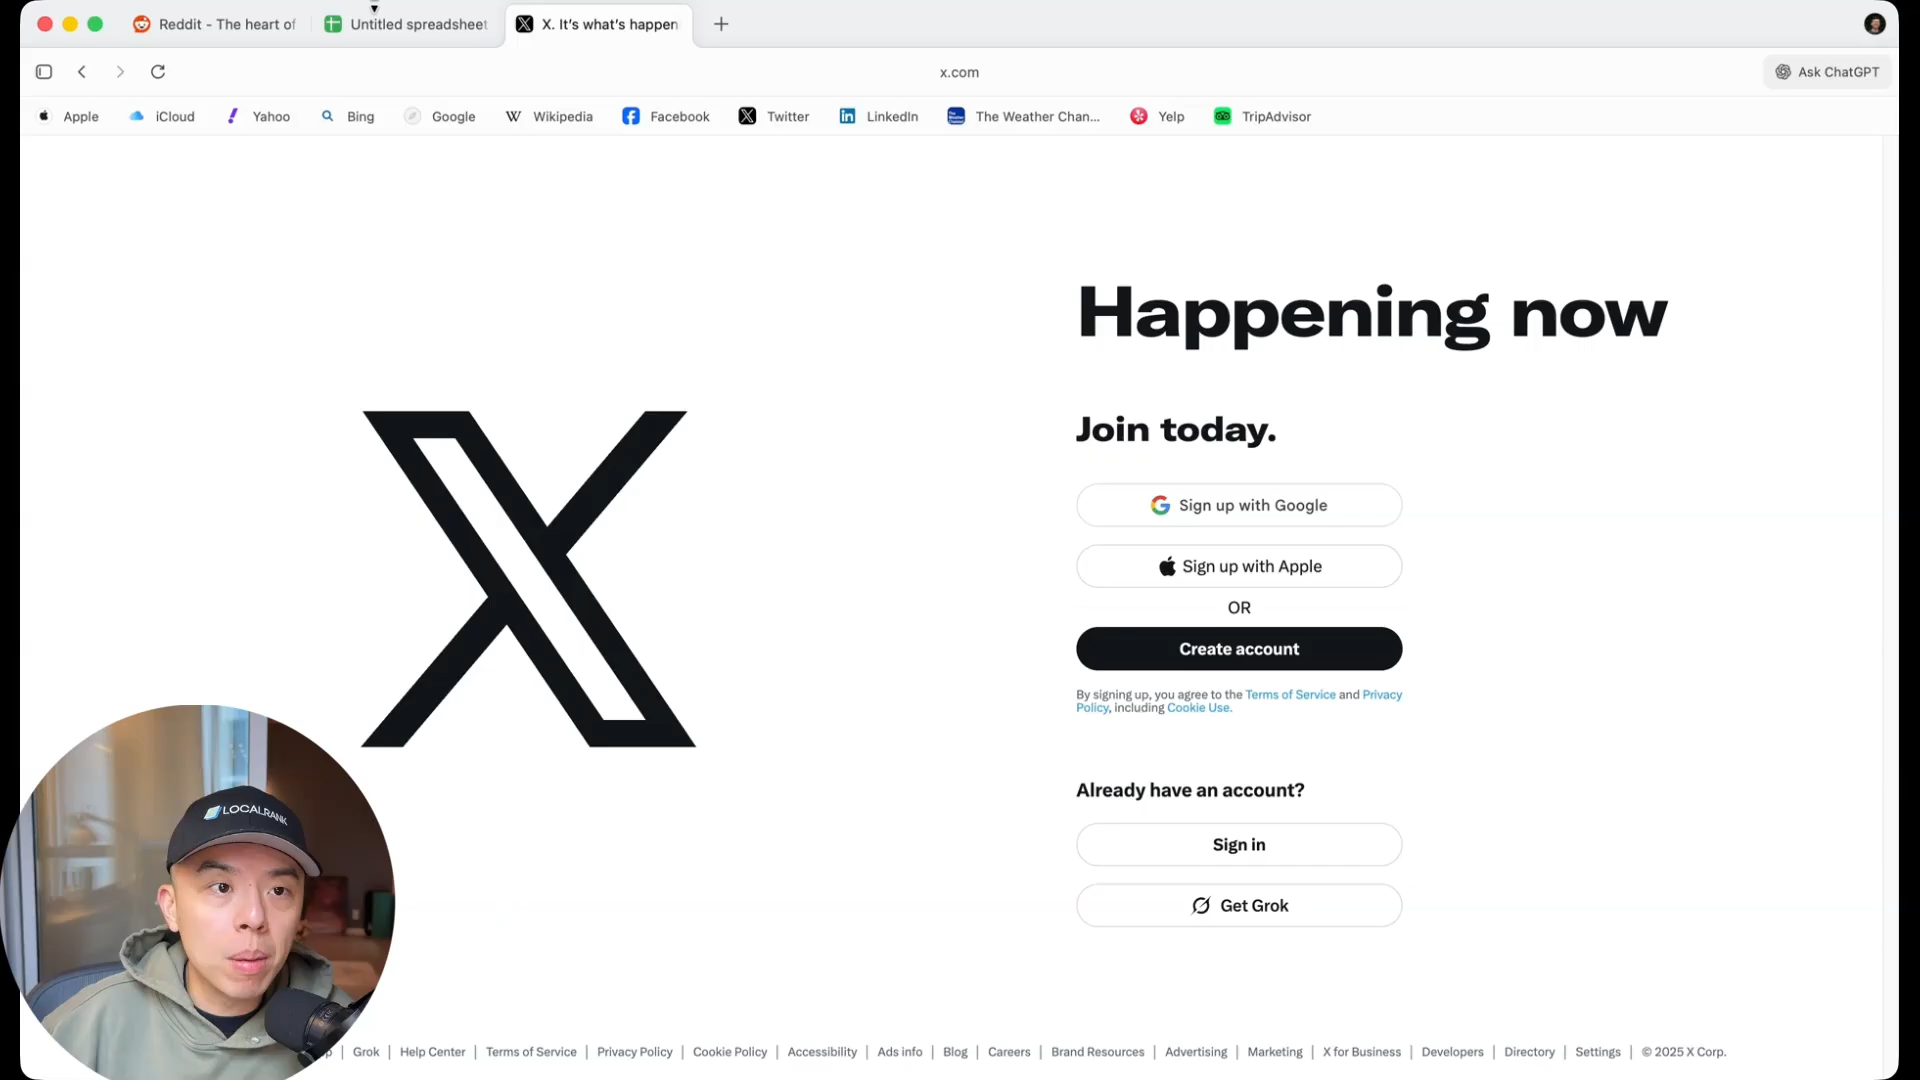 Reddit - The heart of
Untitled spreadsheet
X. It's what's happen
x.com
Ask ChatGPT
Apple
iCloud
Yahoo
Bing
Google
Wikipedia
Facebook
Twitter
LinkedIn
The Weather Chan...
Yelp
TripAdvisor
Happening now
Join today.
Sign up with Google
Sign up with Apple
OR
Create account
By signing up, you agree to the Terms of Service and Privacy
Policy, including Cookie Use.
Already have an account?
Sign in
Get Grok
LOCALRANK
p | Grok | Help Center | Terms of Service | Privacy Policy | Cookie Policy | Accessibility | Ads info | Blog | Careers | Brand Resources | Advertising | Marketing | X for Business | Developers | Directory | Settings | © 2025 X Corp.